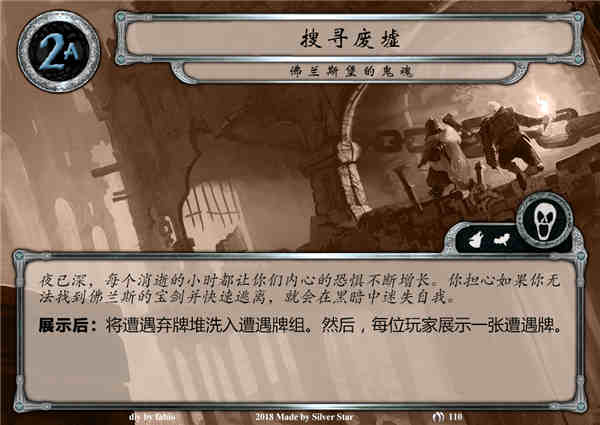 2A
搜寻废墟
佛兰斯堡的鬼魂
夜已深，每个消逝的小时都让你们内心的恐惧不断增长。你担心如果你无
法找到佛兰斯的宝剑并快速逃离，就会在黑暗中迷失自我。
展示后：将遭遇弃牌堆洗入遭遇牌组。然后，每位玩家展示一张遭遇牌。
diy by fabio
2018 Made by Silver Star
110